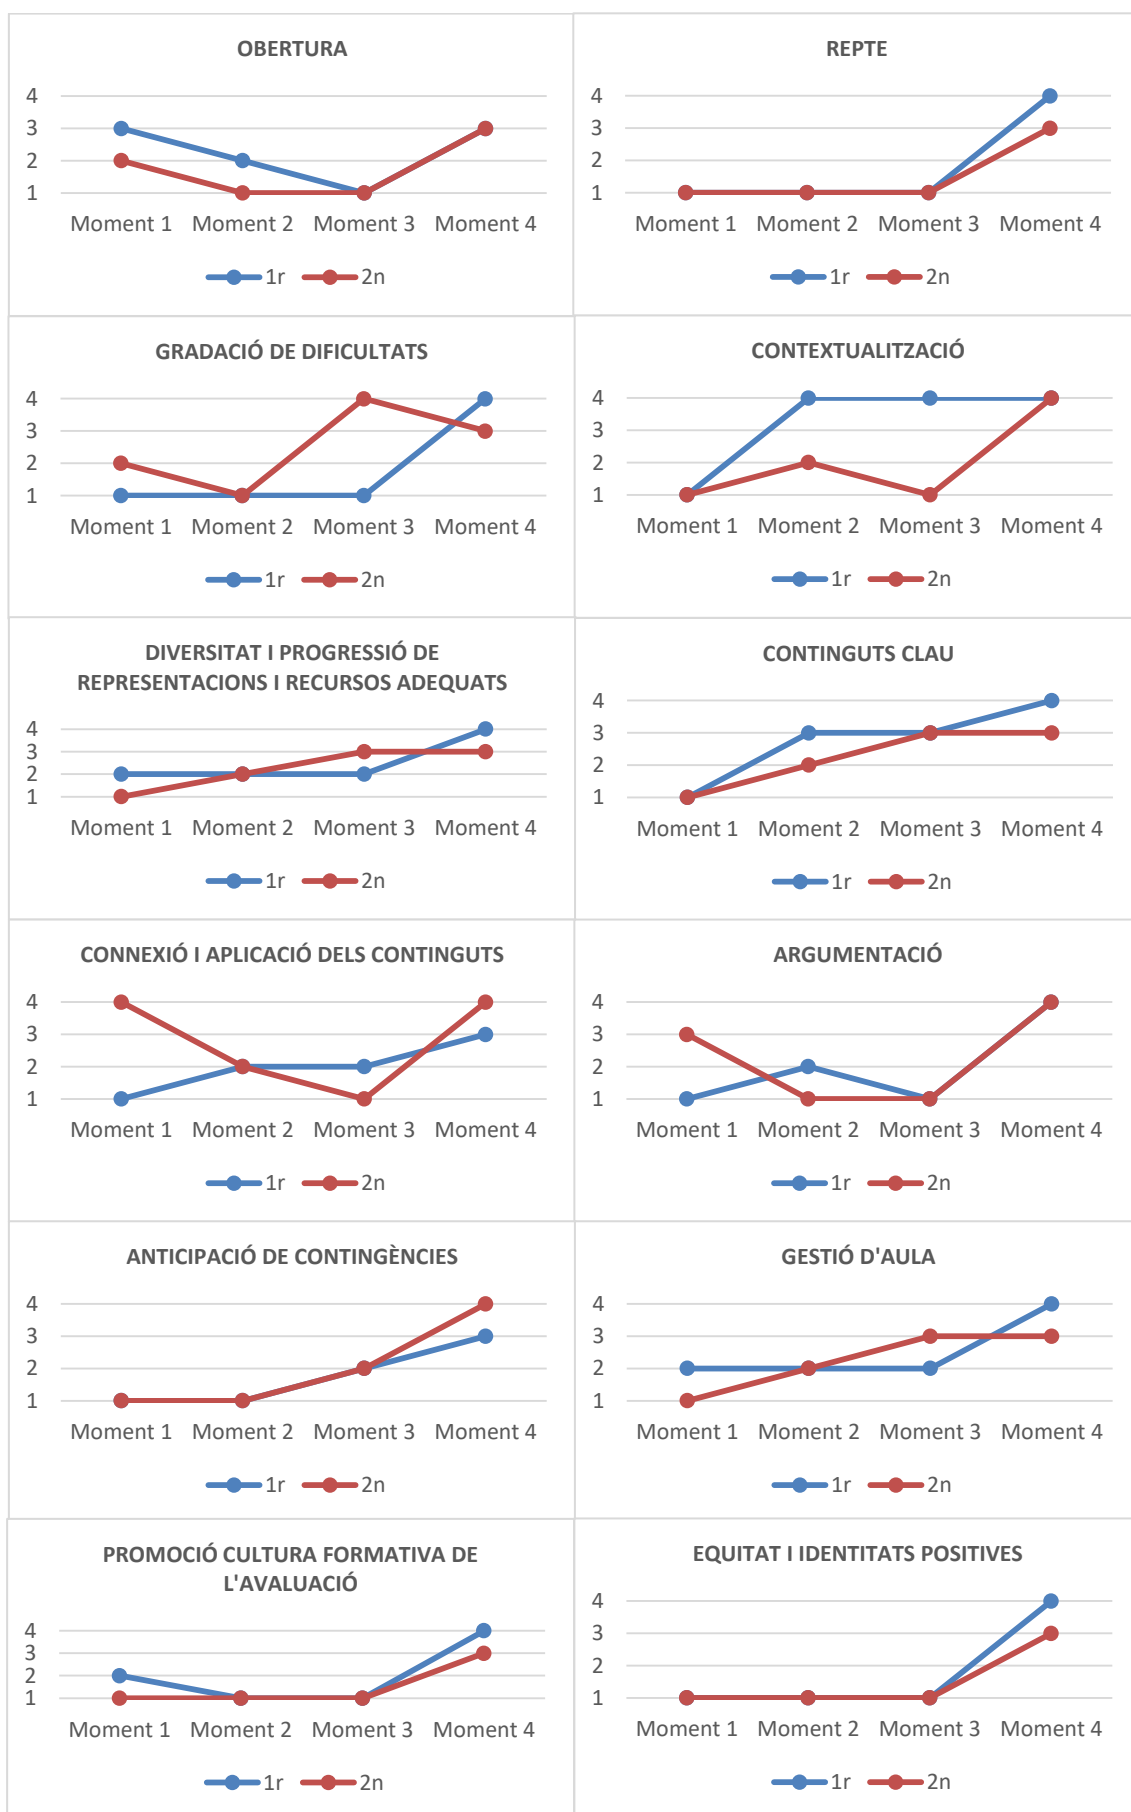 OBERTURA
4
3
2
1
Moment 1 Moment 2 Moment 3 Moment 4
1r 2n
REPTE
4
3
2
1
Moment 1 Moment 2 Moment 3 Moment 4
1r 2n
GRADACIÓ DE DIFICULTATS
4
3
2
1
Moment 1 Moment 2 Moment 3 Moment 4
1r 2n
CONTEXTUALITZACIÓ
4
3
2
1
Moment 1 Moment 2 Moment 3 Moment 4
1r 2n
DIVERSITAT I PROGRESSIÓ DE
REPRESENTACIONS I RECURSOS ADEQUATS
4
3
2
1
Moment 1 Moment 2 Moment 3 Moment 4
1r 2n
CONTINGUTS CLAU
4
3
2
1
Moment 1 Moment 2 Moment 3 Moment 4
1r 2n
CONNEXIÓ I APLICACIÓ DELS CONTINGUTS
4
3
2
1
Moment 1 Moment 2 Moment 3 Moment 4
1r 2n
ARGUMENTACIÓ
4
3
2
1
Moment 1 Moment 2 Moment 3 Moment 4
1r 2n
ANTICIPACIÓ DE CONTINGÈNCIES
4
3
2
1
Moment 1 Moment 2 Moment 3 Moment 4
1r 2n
GESTIÓ D'AULA
4
3
2
1
Moment 1 Moment 2 Moment 3 Moment 4
1r 2n
PROMOCIÓ CULTURA FORMATIVA DE
L'AVALUACIÓ
4
3
2
1
Moment 1 Moment 2 Moment 3 Moment 4
1r 2n
EQUITAT I IDENTITATS POSITIVES
4
3
2
1
Moment 1 Moment 2 Moment 3 Moment 4
1r 2n